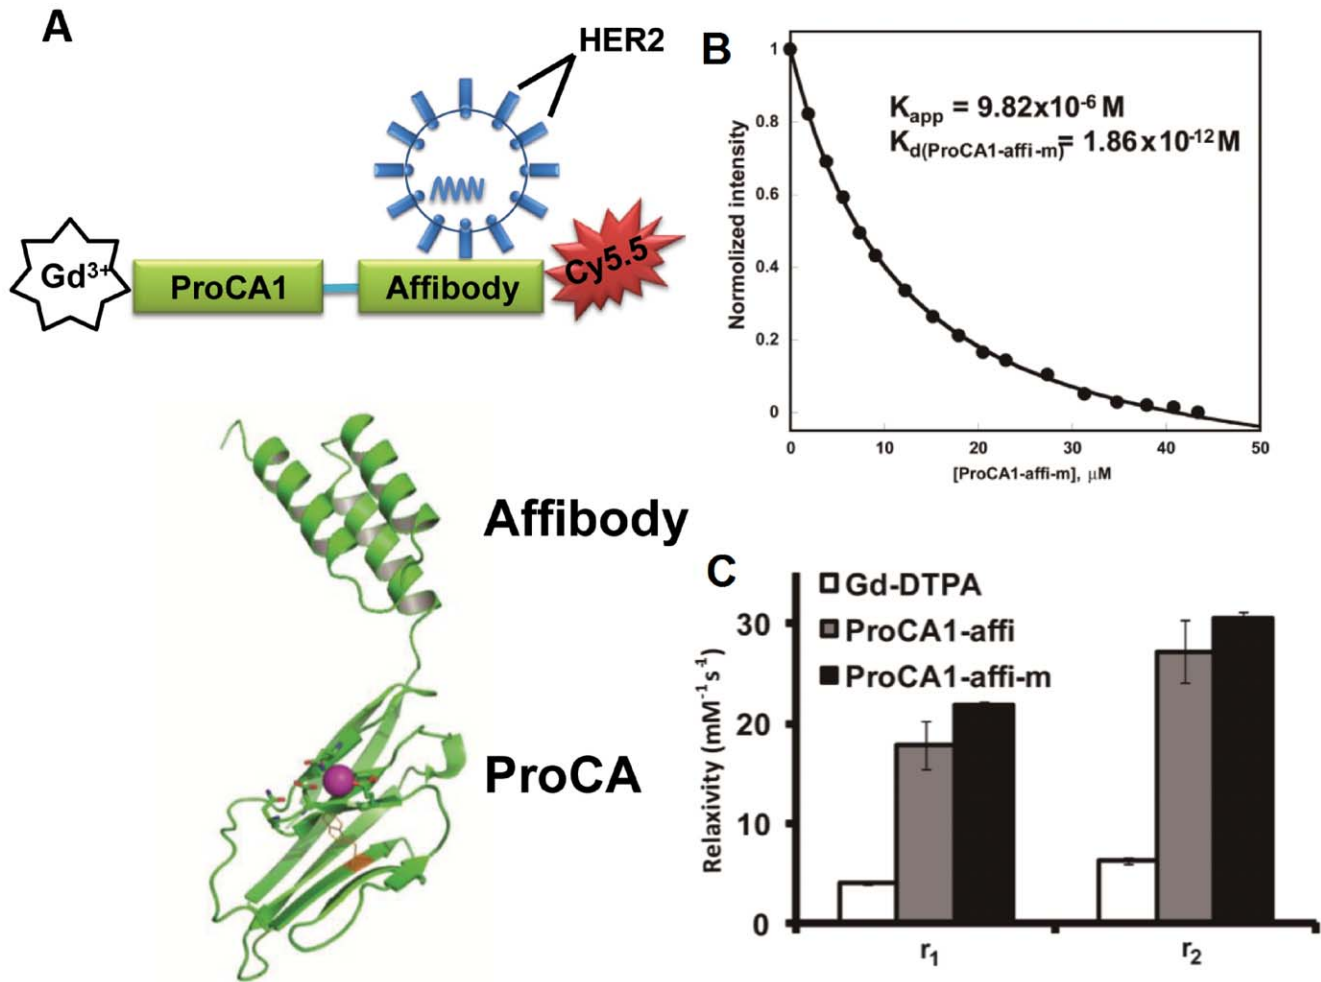 A
HER2
Gd³⁺
ProCA1
Affibody
Cy5.5
Affibody
ProCA
B
Normolized intensity
1
0.8
0.6
0.4
0.2
0
K_app = 9.82x10⁻⁶ M
K_d(ProCA1-affi-m) = 1.86x10⁻¹² M
0 10 20 30 40 50
[ProCA1-affi-m], μM
C
Relaxivity (mM⁻¹s⁻¹)
30
20
10
0
Gd-DTPA
ProCA1-affi
ProCA1-affi-m
r₁ r₂